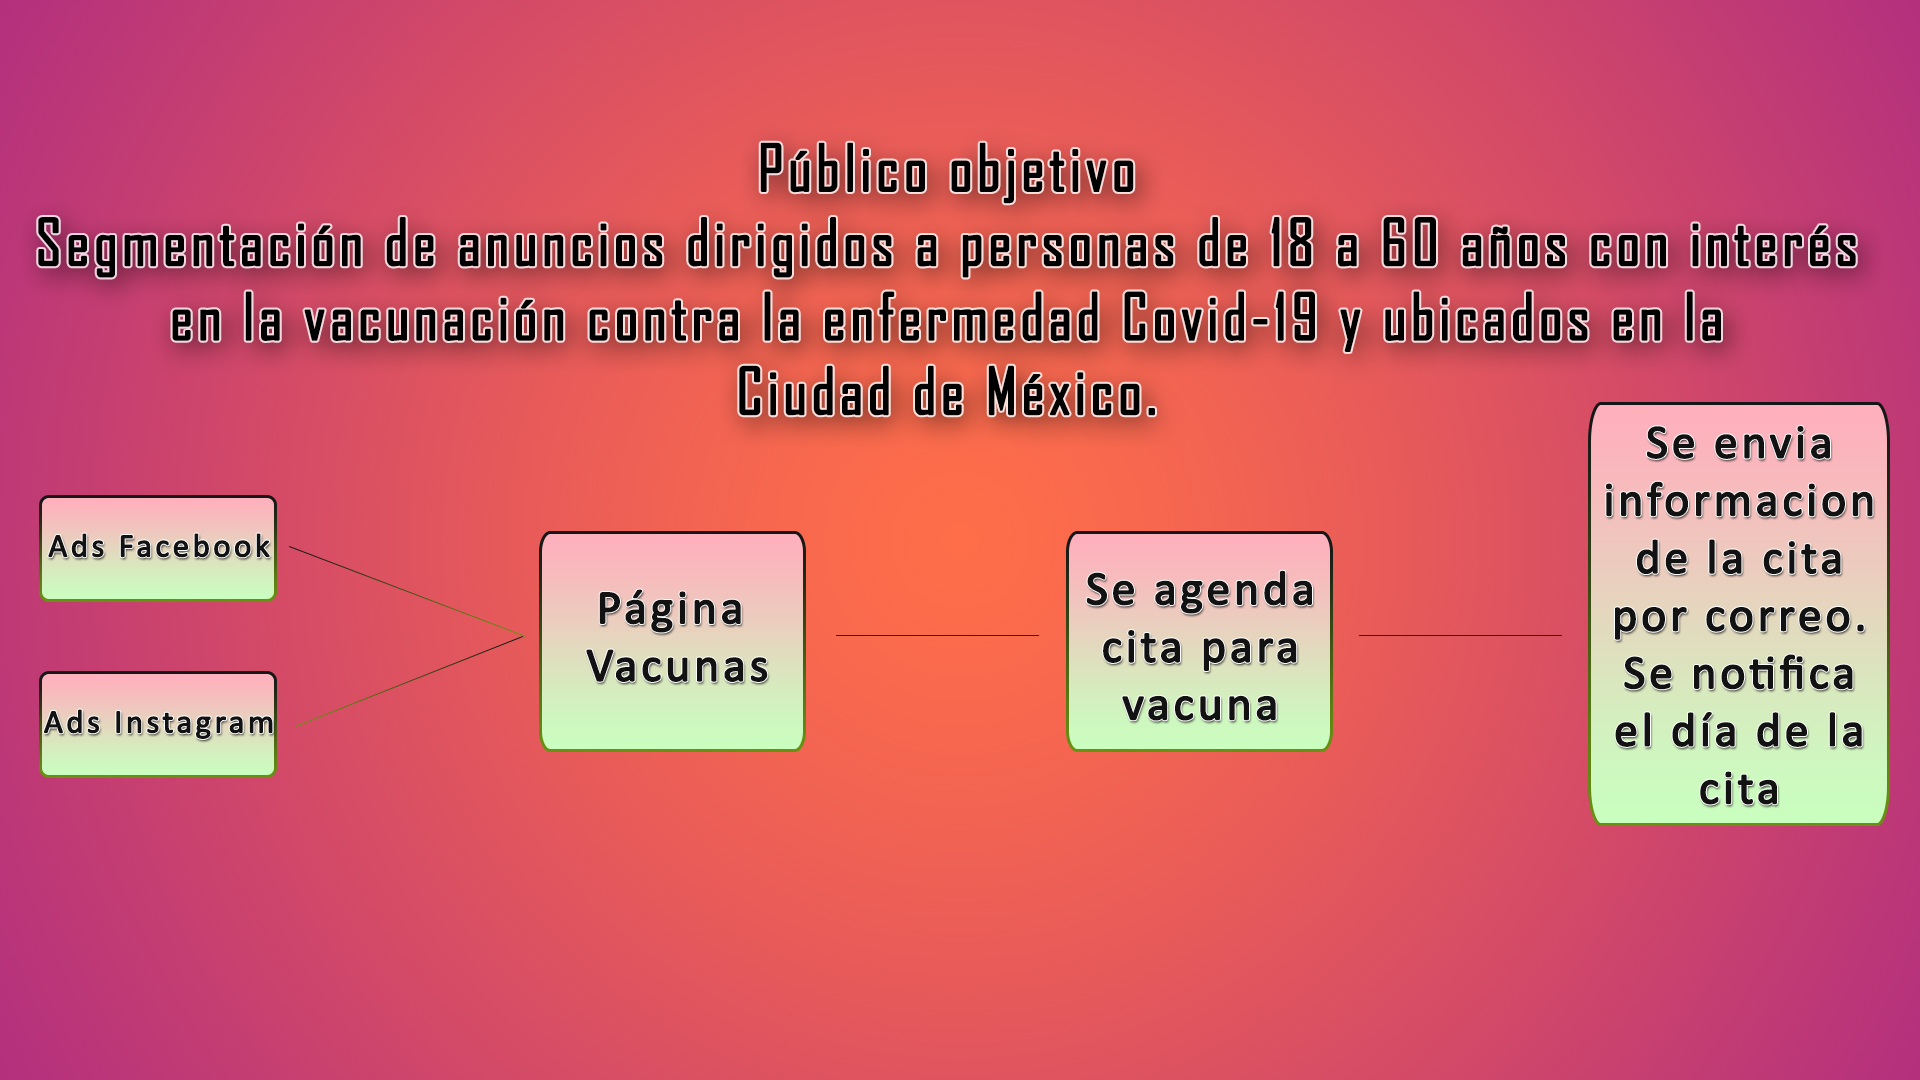 Público objetivo
Segmentación de anuncios dirigidos a personas de 18 a 60 años con interés
en la vacunación contra la enfermedad Covid-19 y ubicados en la
Ciudad de México.
Ads Facebook
Ads Instagram
Página
Vacunas
Se agenda
cita para
vacuna
Se envia
informacion
de la cita
por correo.
Se notifica
el día de la
cita